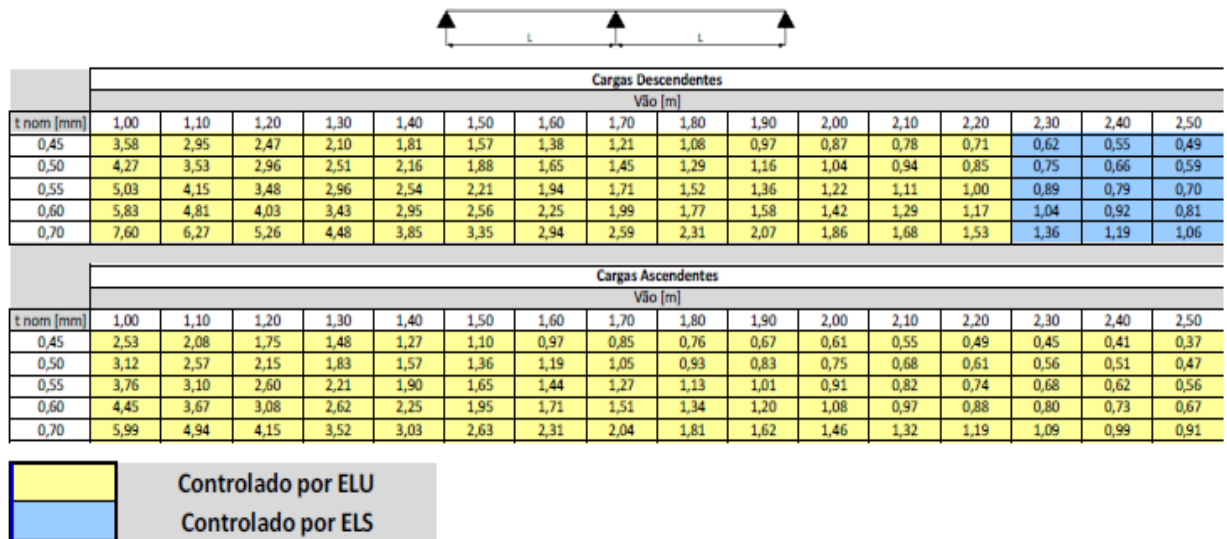 L L
Cargas Descendentes
Vão [m]
t nom [mm] 1,00 1,10 1,20 1,30 1,40 1,50 1,60 1,70 1,80 1,90 2,00 2,10 2,20 2,30 2,40 2,50
0,45 3,58 2,95 2,47 2,10 1,81 1,57 1,38 1,21 1,08 0,97 0,87 0,78 0,71 0,62 0,55 0,49
0,50 4,27 3,53 2,96 2,51 2,16 1,88 1,65 1,45 1,29 1,16 1,04 0,94 0,85 0,75 0,66 0,59
0,55 5,03 4,15 3,48 2,96 2,54 2,21 1,94 1,71 1,52 1,36 1,22 1,11 1,00 0,89 0,79 0,70
0,60 5,83 4,81 4,03 3,43 2,95 2,56 2,25 1,99 1,77 1,58 1,42 1,29 1,17 1,04 0,92 0,81
0,70 7,60 6,27 5,26 4,48 3,85 3,35 2,94 2,59 2,31 2,07 1,86 1,68 1,53 1,36 1,19 1,06
Cargas Ascendentes
Vão [m]
t nom [mm] 1,00 1,10 1,20 1,30 1,40 1,50 1,60 1,70 1,80 1,90 2,00 2,10 2,20 2,30 2,40 2,50
0,45 2,53 2,08 1,75 1,48 1,27 1,10 0,97 0,85 0,76 0,67 0,61 0,55 0,49 0,45 0,41 0,37
0,50 3,12 2,57 2,15 1,83 1,57 1,36 1,19 1,05 0,93 0,83 0,75 0,68 0,61 0,56 0,51 0,47
0,55 3,76 3,10 2,60 2,21 1,90 1,65 1,44 1,27 1,13 1,01 0,91 0,82 0,74 0,68 0,62 0,56
0,60 4,45 3,67 3,08 2,62 2,25 1,95 1,71 1,51 1,34 1,20 1,08 0,97 0,88 0,80 0,73 0,67
0,70 5,99 4,94 4,15 3,52 3,03 2,63 2,31 2,04 1,81 1,62 1,46 1,32 1,19 1,09 0,99 0,91
Controlado por ELU
Controlado por ELS